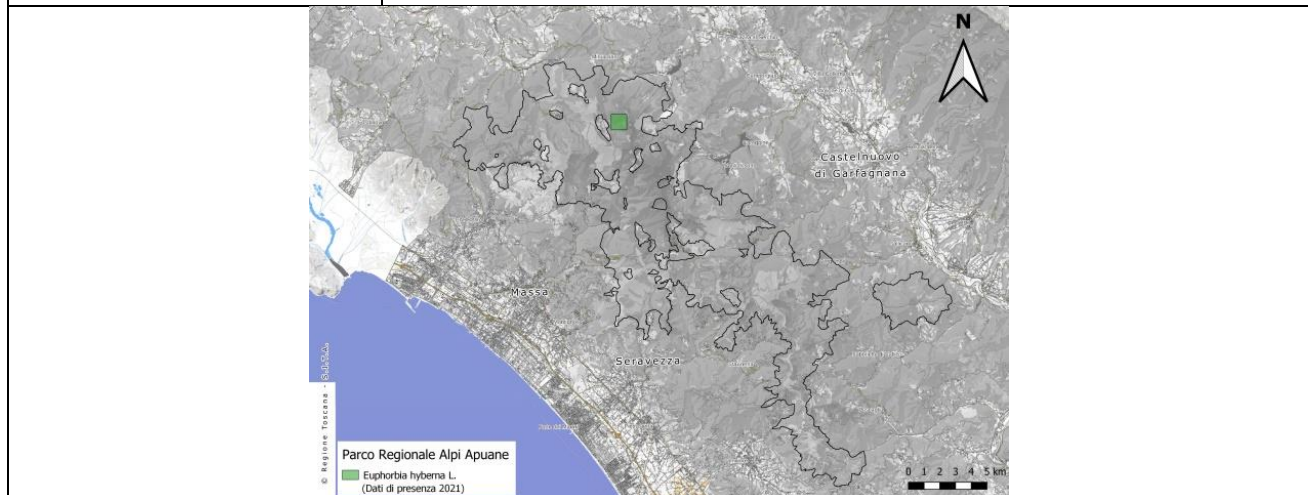 N
Castelnuovo
di Garfagnana
Massa
Seravezza
© Regione Toscana - S.I.T.A.
Parco Regionale Alpi Apuane
Euphorbia hyberna L.
(Dati di presenza 2021)
0 1 2 3 4 5 km